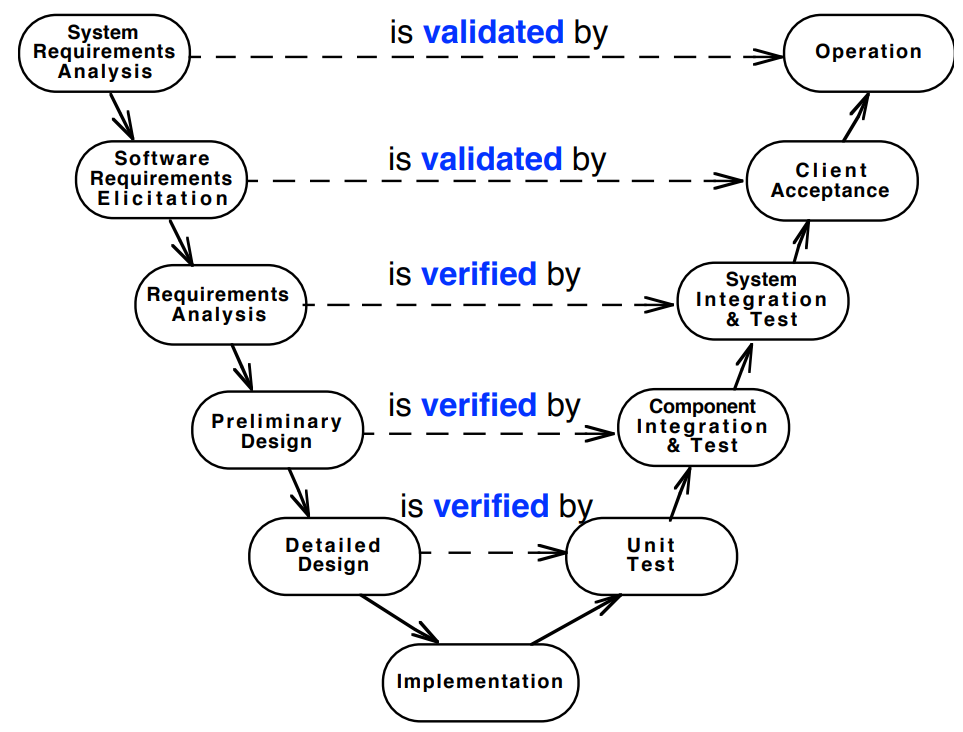 System
Requirements
Analysis
is validated by
Operation
Software
Requirements
Elicitation
is validated by
Client
Acceptance
Requirements
Analysis
is verified by
System
Integration
& Test
Preliminary
Design
is verified by
Component
Integration
& Test
Detailed
Design
is verified by
Unit
Test
Implementation